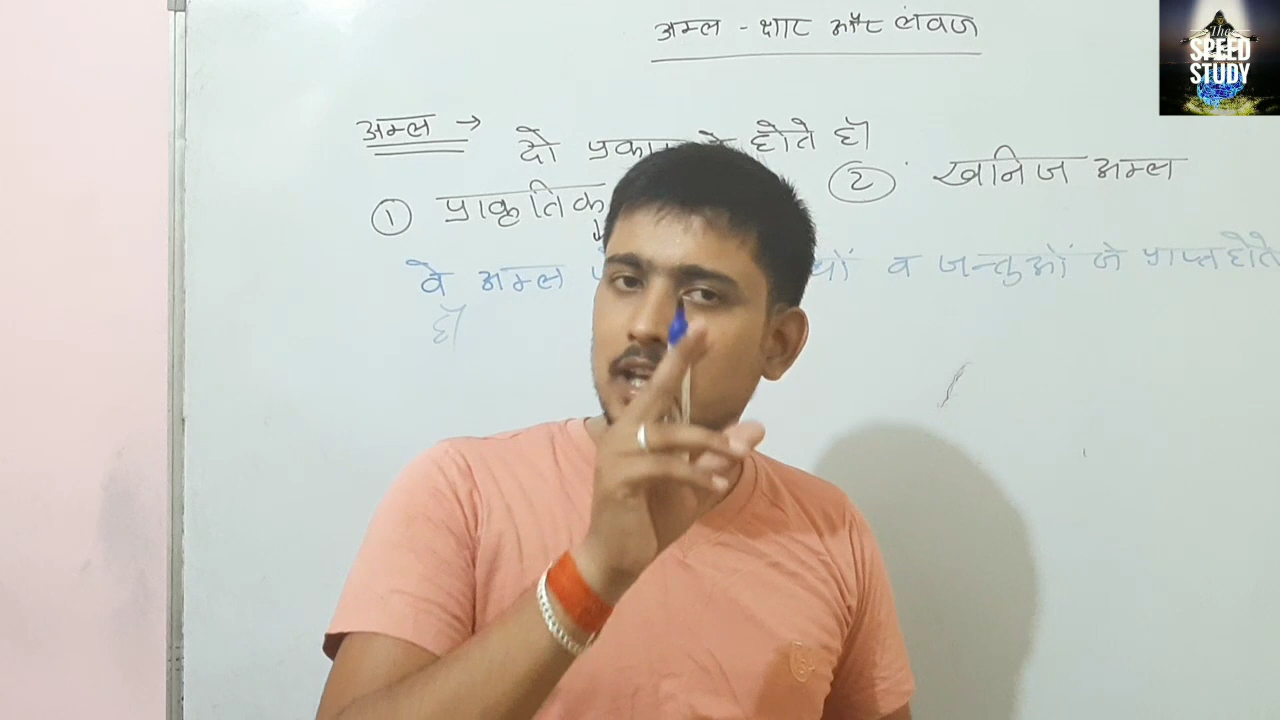 अम्ल - क्षार और लवण
The
SPEED
STUDY
अम्ल → दो प्रकार के होते हैं
① प्राकृतिक
② खनिज अम्ल
वे अम्ल व जन्तुओं से प्राप्त होते
हैं